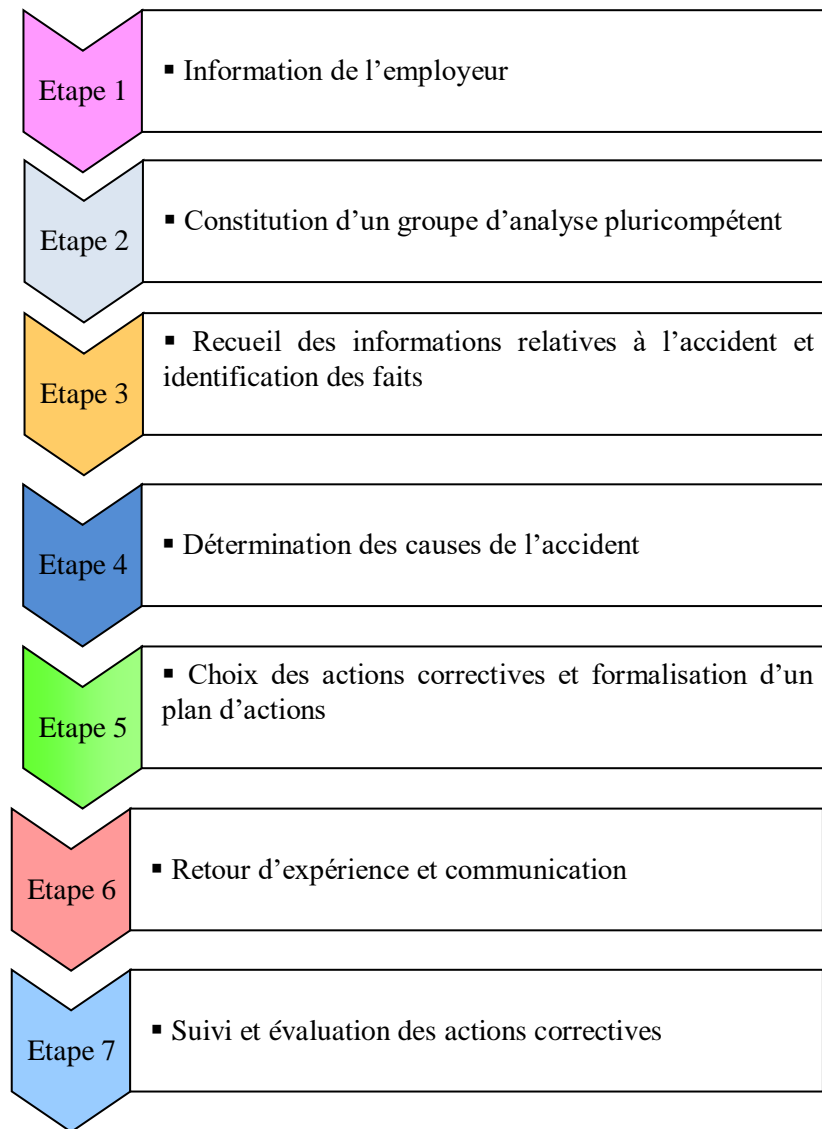 Etape 1
▪ Information de l’employeur
Etape 2
▪ Constitution d’un groupe d’analyse pluricompétent
Etape 3
▪ Recueil des informations relatives à l’accident et
identification des faits
Etape 4
▪ Détermination des causes de l’accident
Etape 5
▪ Choix des actions correctives et formalisation d’un
plan d’actions
Etape 6
▪ Retour d’expérience et communication
Etape 7
▪ Suivi et évaluation des actions correctives